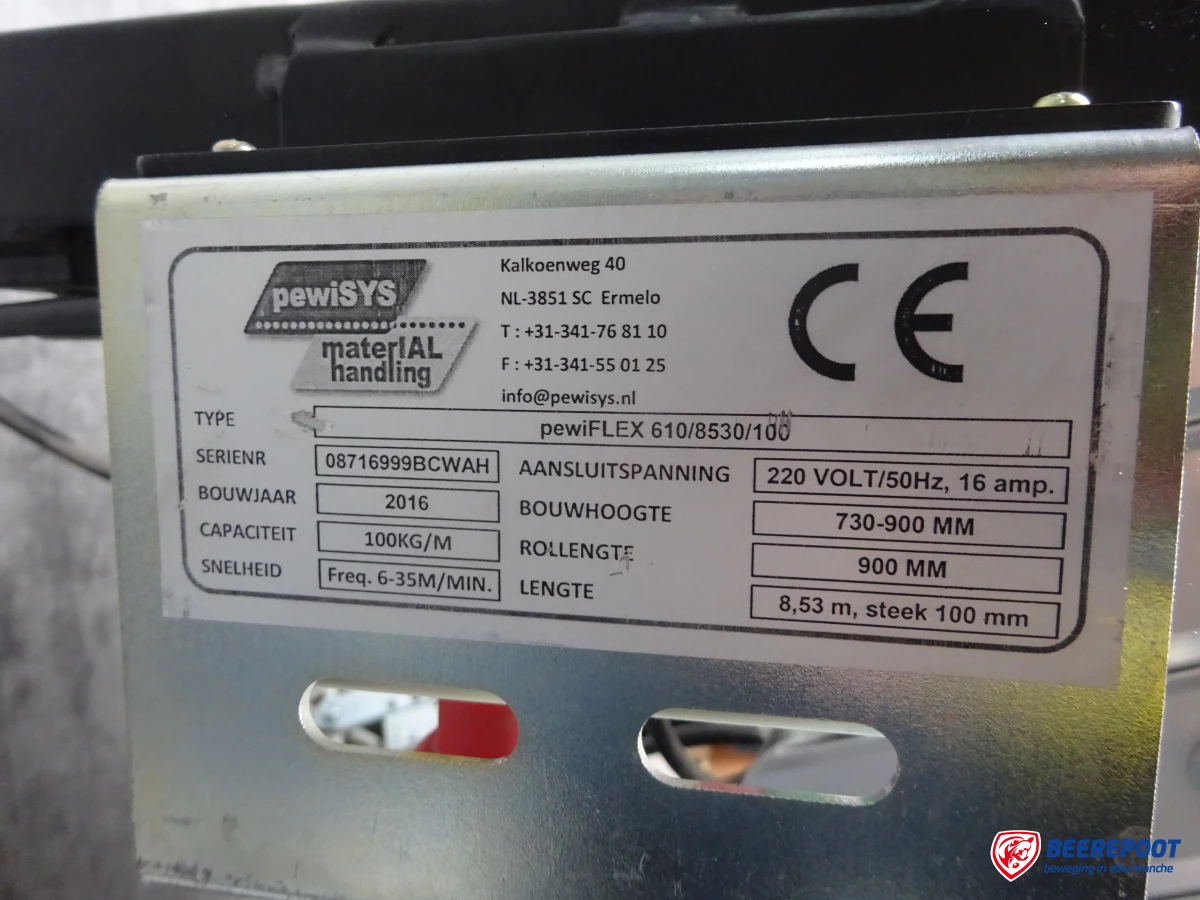 pewiSYS
materIAL
handling
Kalkoenweg 40
NL-3851 SC Ermelo
T : +31-341-76 81 10
F : +31-341-55 01 25
info@pewisys.nl
CE
TYPE pewiFLEX 610/8530/100
SERIENR 08716999BCWAH AANSLUITSPANNING 220 VOLT/50Hz, 16 amp.
BOUWJAAR 2016 BOUWHOOGTE 730-900 MM
CAPACITEIT 100KG/M ROLLENGTE 900 MM
SNELHEID Freq. 6-35M/MIN. LENGTE 8,53 m, steek 100 mm
BEEREPOOT
beweging in elke branche